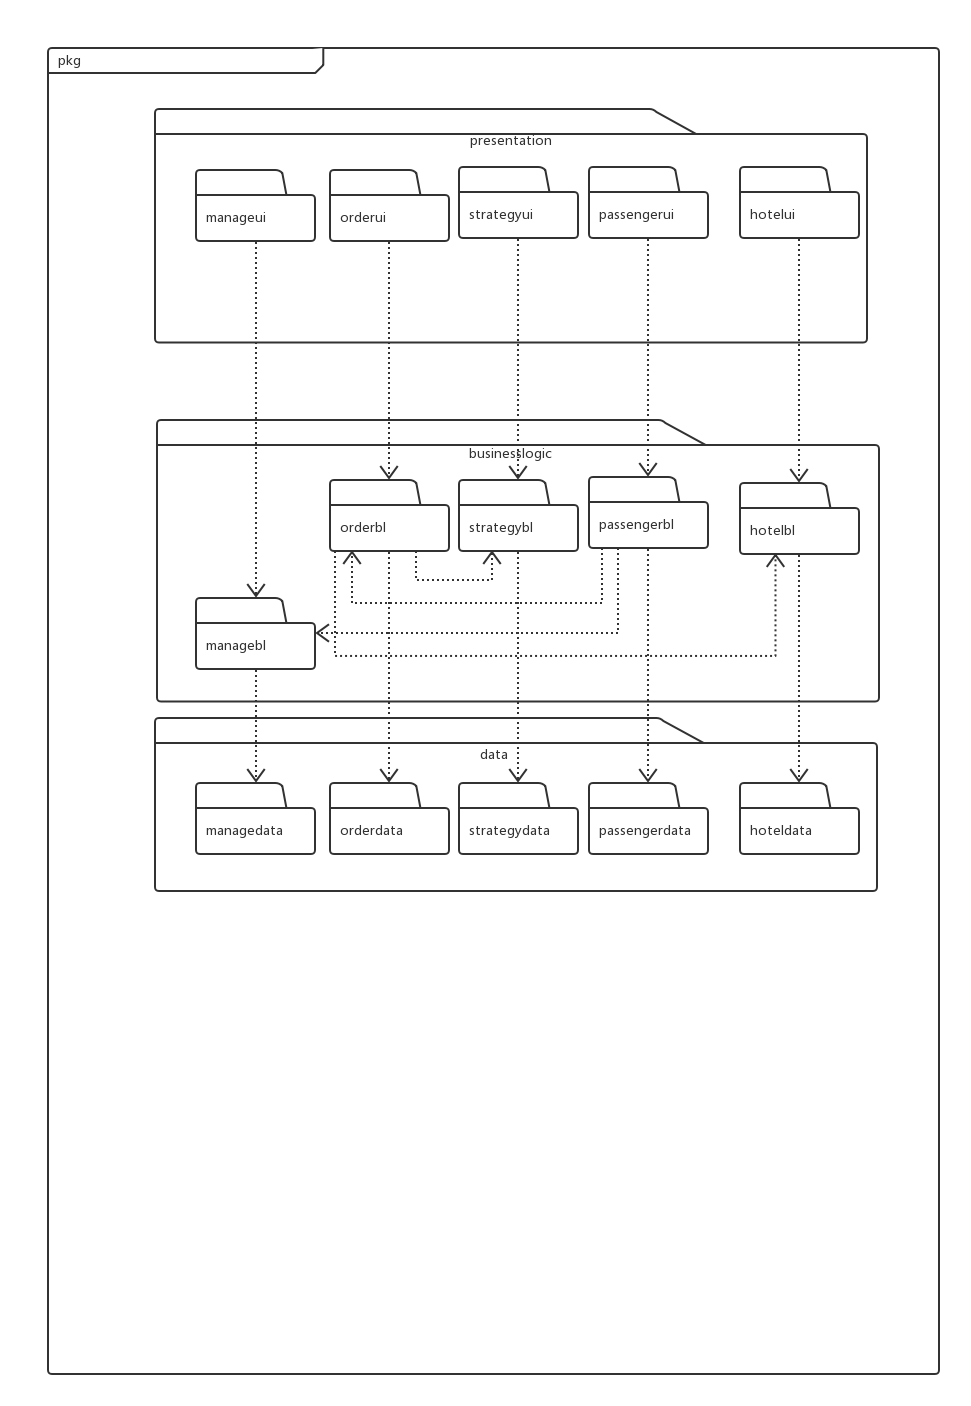 pkg
presentation
manageui
orderui
strategyui
passengerui
hotelui
businesslogic
orderbl
strategybl
passengerbl
hotelbl
managebl
data
managedata
orderdata
strategydata
passengerdata
hoteldata